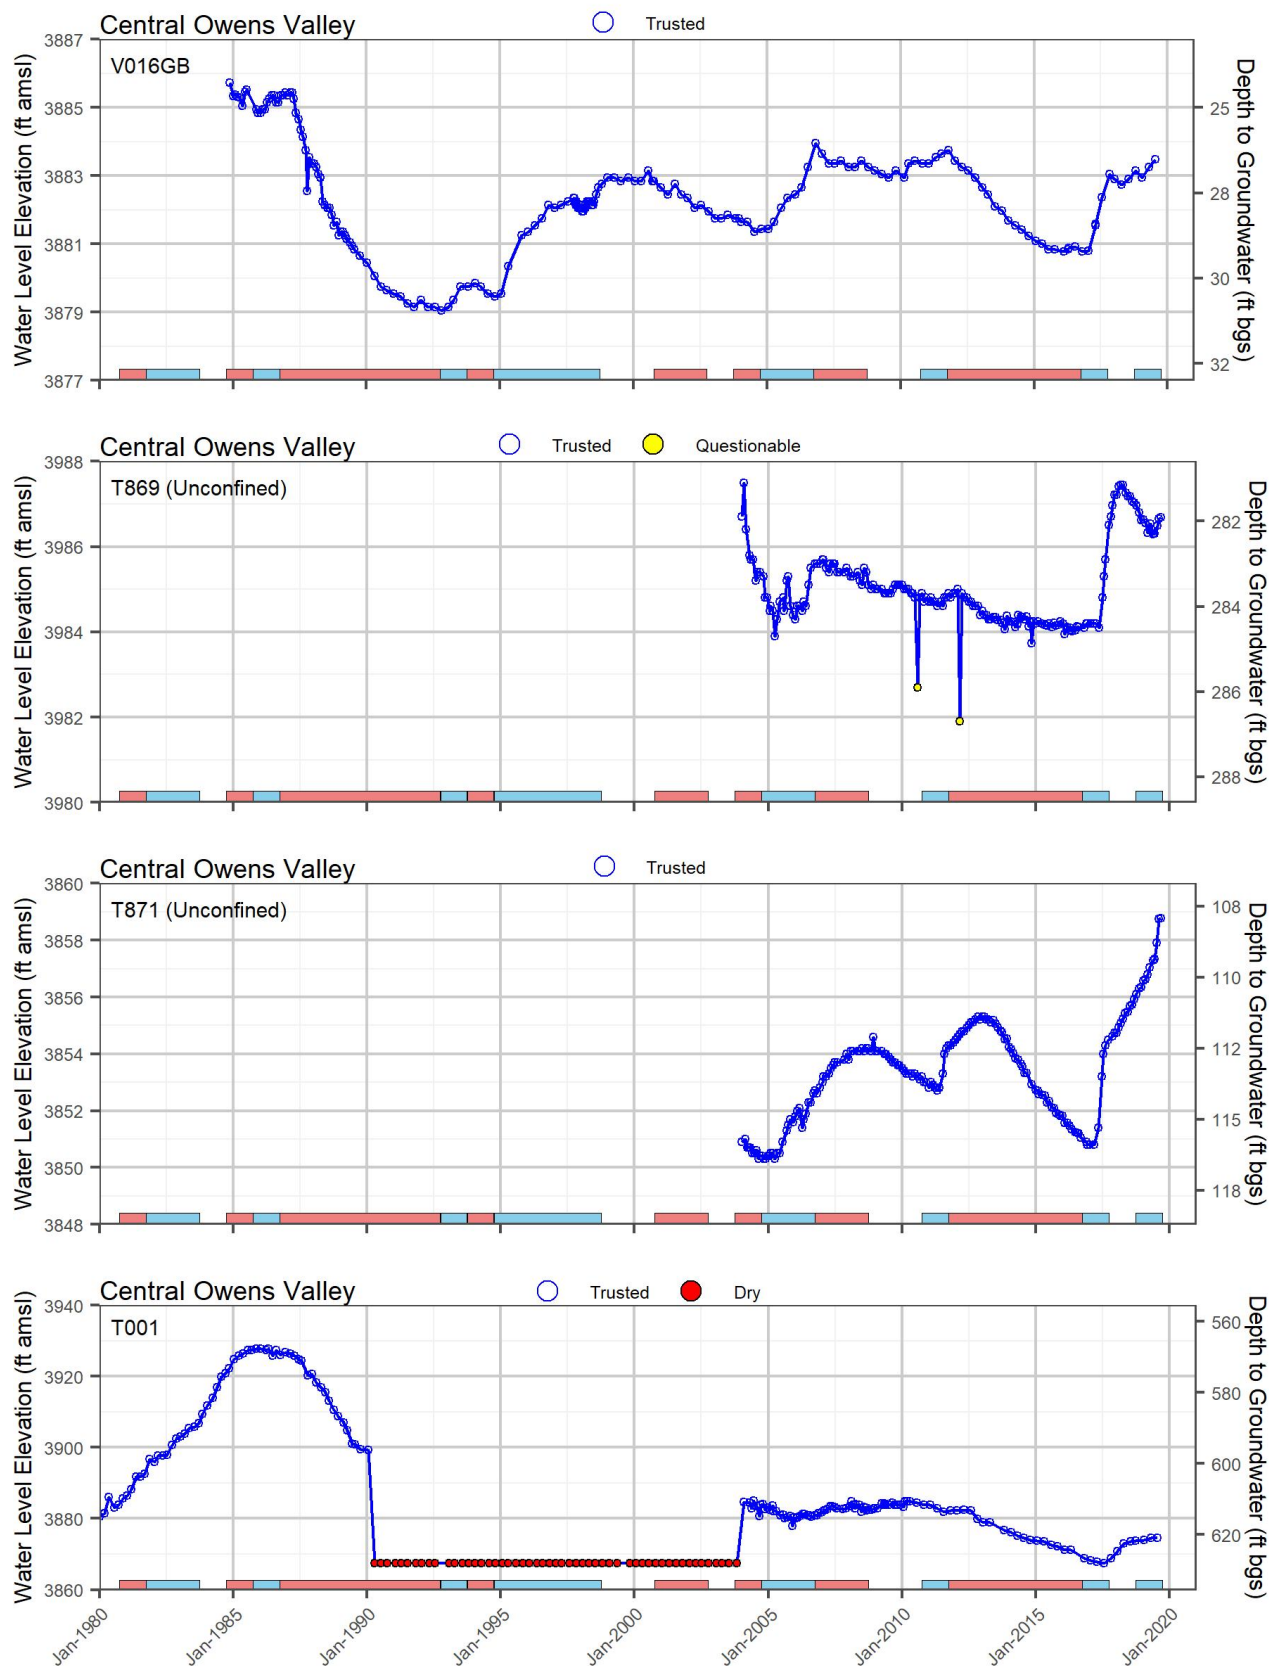 Central Owens Valley
Trusted
V016GB
Water Level Elevation (ft amsl)
3887
3885
3883
3881
3879
3877
25
28
30
32
Depth to Groundwater (ft bgs)
Central Owens Valley
Trusted Questionable
T869 (Unconfined)
Water Level Elevation (ft amsl)
3988
3986
3984
3982
3980
282
284
286
288
Depth to Groundwater (ft bgs)
Central Owens Valley
Trusted
T871 (Unconfined)
Water Level Elevation (ft amsl)
3860
3858
3856
3854
3852
3850
3848
108
110
112
115
118
Depth to Groundwater (ft bgs)
Central Owens Valley
Trusted Dry
T001
Water Level Elevation (ft amsl)
3940
3920
3900
3880
3860
560
580
600
620
Depth to Groundwater (ft bgs)
Jan-1980 Jan-1985 Jan-1990 Jan-1995 Jan-2000 Jan-2005 Jan-2010 Jan-2015 Jan-2020